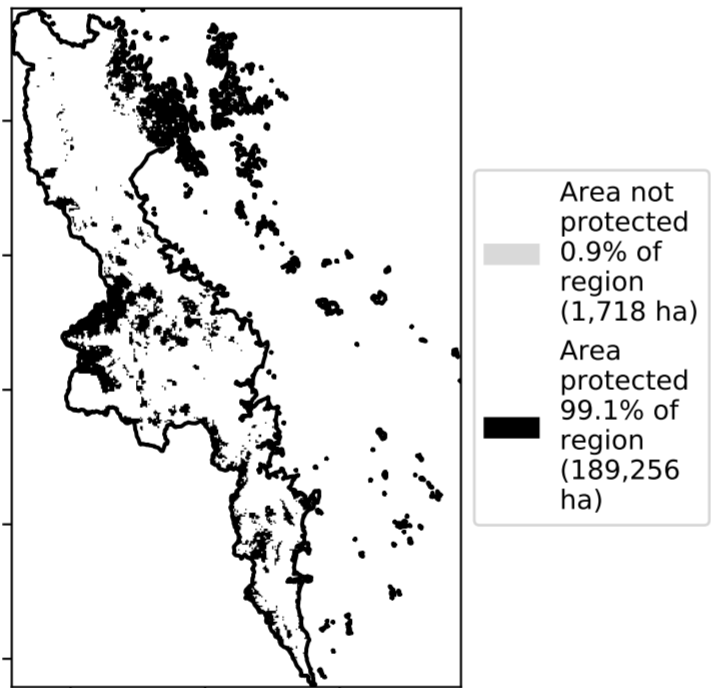 Area not
protected
0.9% of
region
(1,718 ha)
Area
protected
99.1% of
region
(189,256
ha)